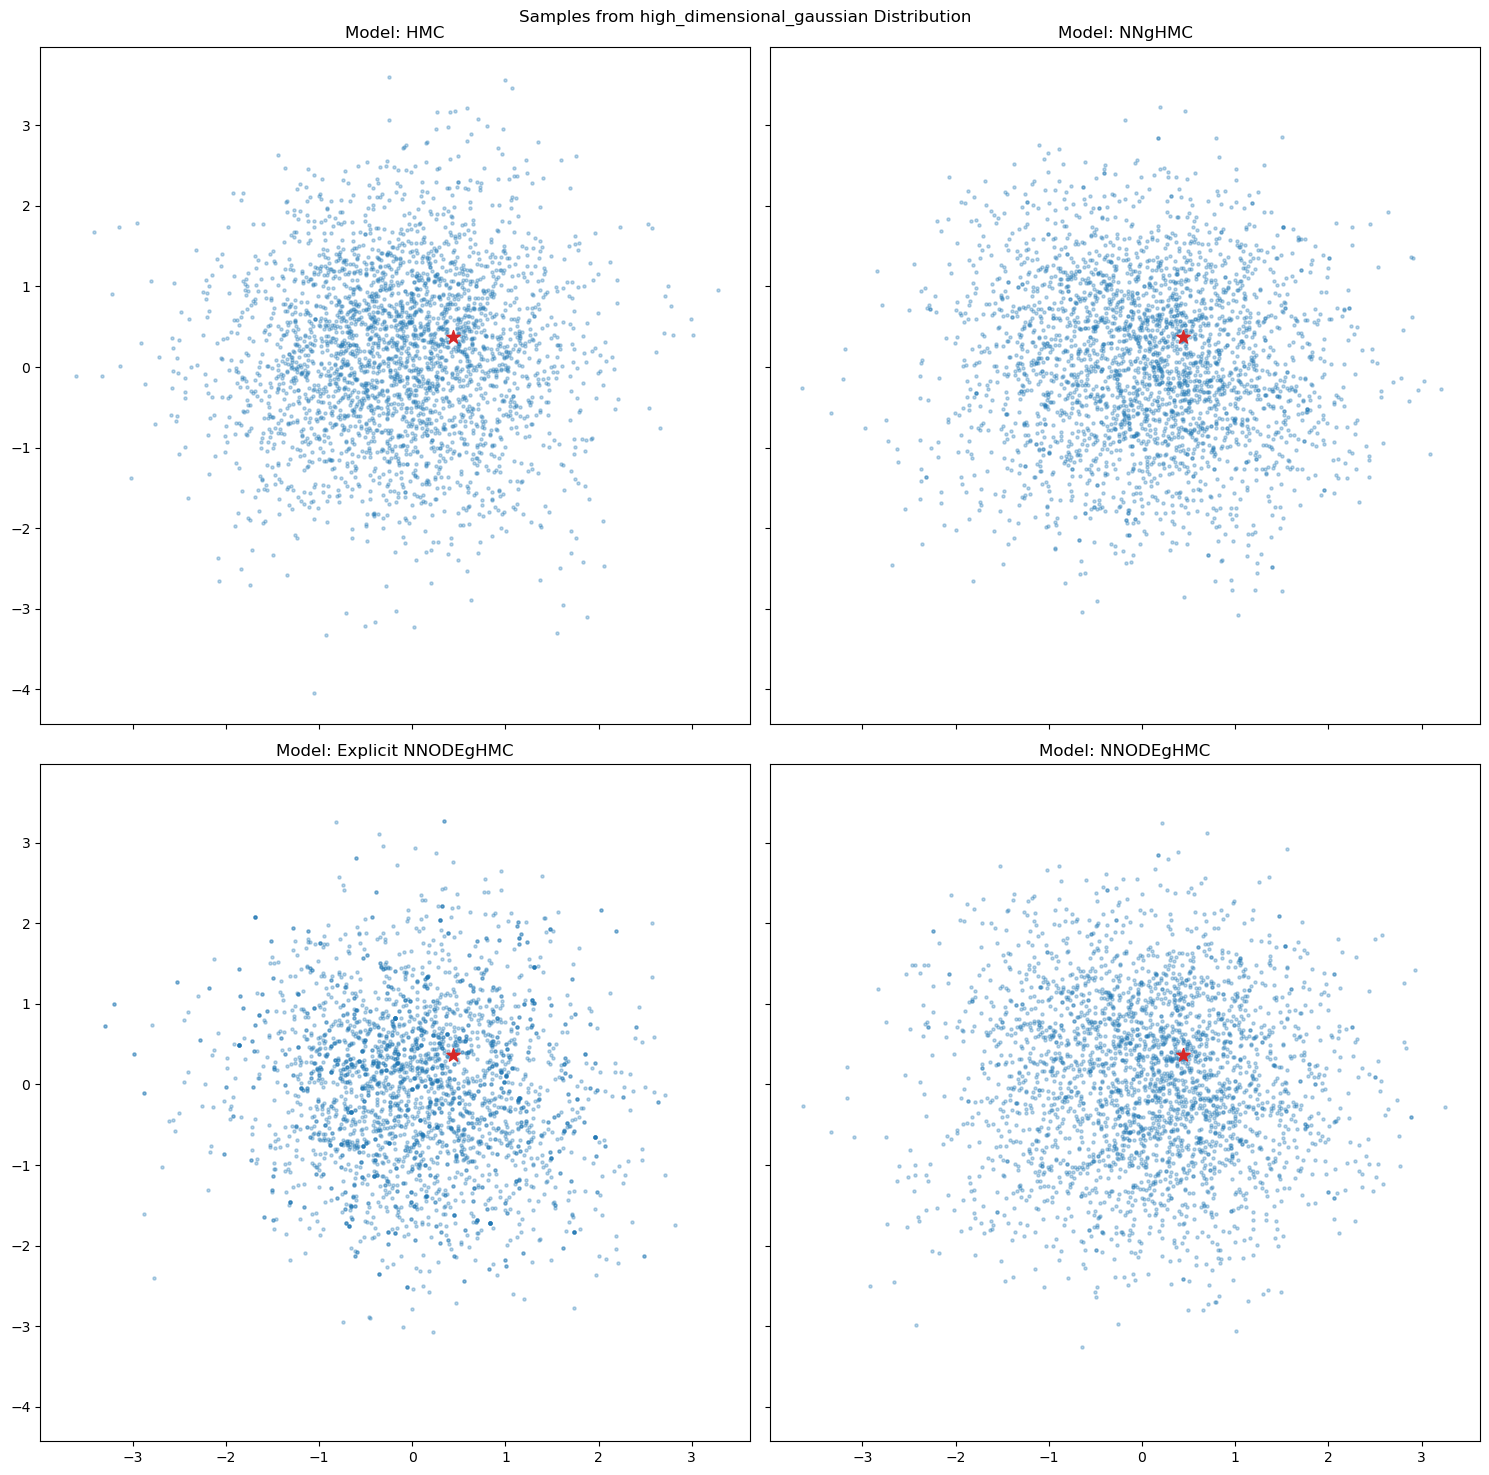 Samples from high_dimensional_gaussian Distribution
Model: HMC
Model: NNgHMC
3
2
1
0
−1
−2
−3
−4
Model: Explicit NNODEgHMC
Model: NNODEgHMC
3
2
1
0
−1
−2
−3
−4
−3 −2 −1 0 1 2 3
−3 −2 −1 0 1 2 3